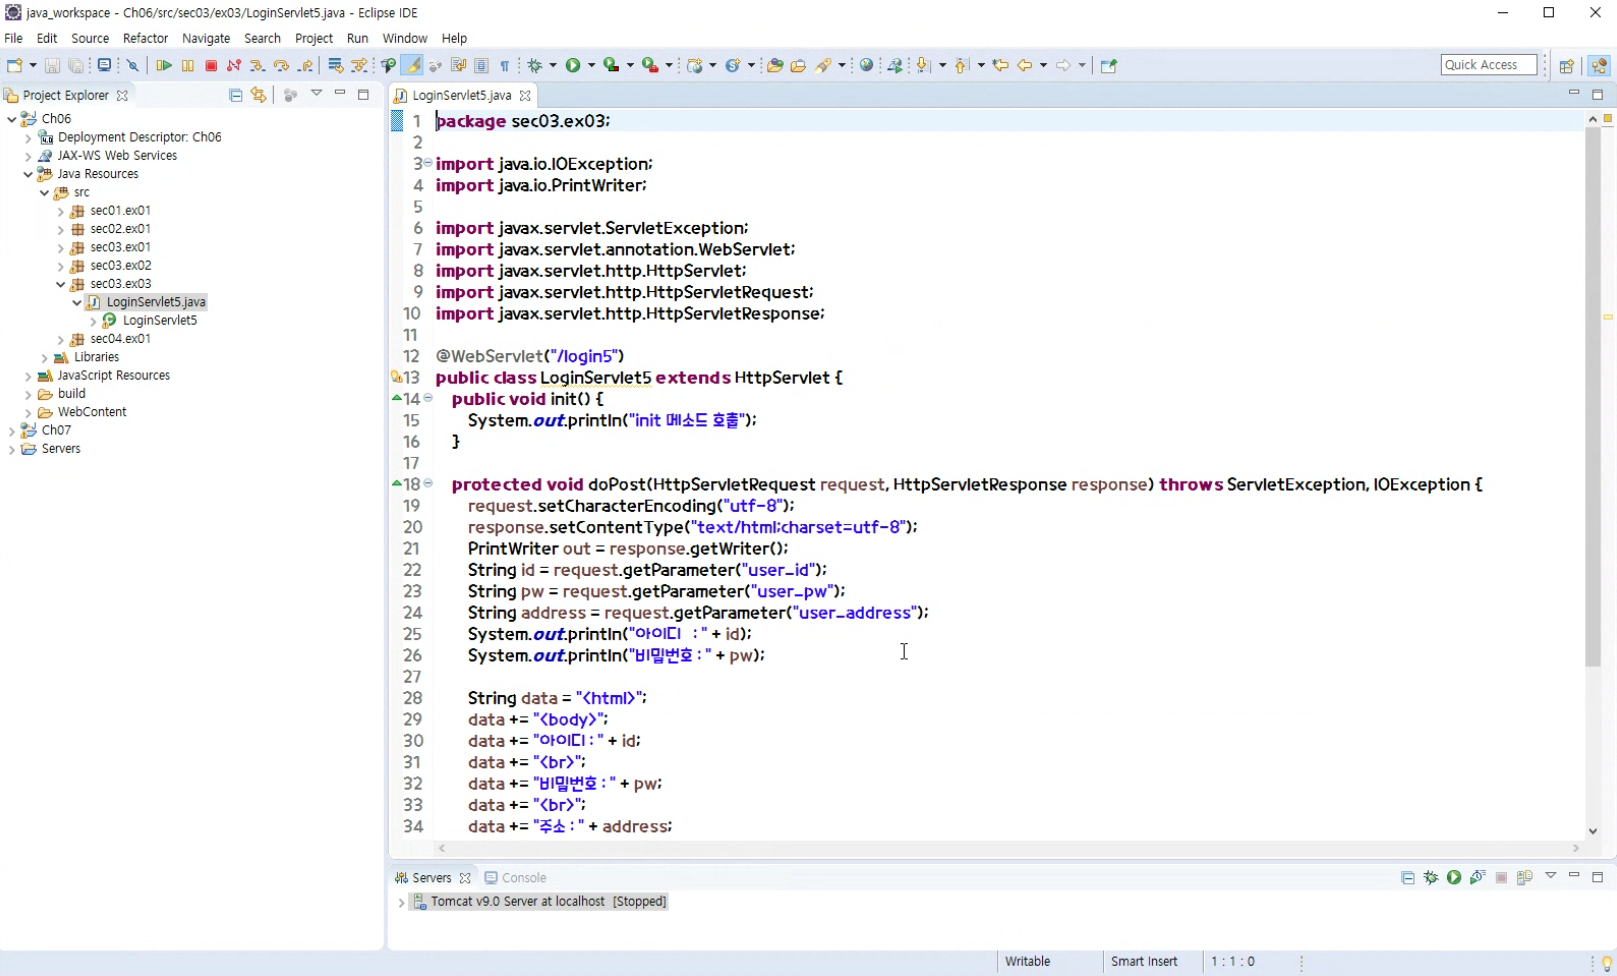 java_workspace - Ch06/src/sec03/ex03/LoginServlet5.java - Eclipse IDE
File Edit Source Refactor Navigate Search Project Run Window Help
Quick Access
Project Explorer
LoginServlet5.java
Ch06
Deployment Descriptor: Ch06
JAX-WS Web Services
Java Resources
src
sec01.ex01
sec02.ex01
sec03.ex01
sec03.ex02
sec03.ex03
LoginServlet5.java
LoginServlet5
sec04.ex01
Libraries
JavaScript Resources
build
WebContent
Ch07
Servers
1 package sec03.ex03;
2
3 import java.io.IOException;
4 import java.io.PrintWriter;
5
6 import javax.servlet.ServletException;
7 import javax.servlet.annotation.WebServlet;
8 import javax.servlet.http.HttpServlet;
9 import javax.servlet.http.HttpServletRequest;
10 import javax.servlet.http.HttpServletResponse;
11
12 @WebServlet("/login5")
13 public class LoginServlet5 extends HttpServlet {
14 public void init() {
15 System.out.println("init 메소드 호출");
16 }
17
18 protected void doPost(HttpServletRequest request, HttpServletResponse response) throws ServletException, IOException {
19 request.setCharacterEncoding("utf-8");
20 response.setContentType("text/html;charset=utf-8");
21 PrintWriter out = response.getWriter();
22 String id = request.getParameter("user_id");
23 String pw = request.getParameter("user_pw");
24 String address = request.getParameter("user_address");
25 System.out.println("아이디 :" + id);
26 System.out.println("비밀번호 :" + pw);
27
28 String data = "<html>";
29 data += "<body>";
30 data += "아이디 :" + id;
31 data += "<br>";
32 data += "비밀번호 :" + pw;
33 data += "<br>";
34 data += "주소 :" + address;
Servers Console
Tomcat v9.0 Server at localhost [Stopped]
Writable Smart Insert 1 : 1 : 0